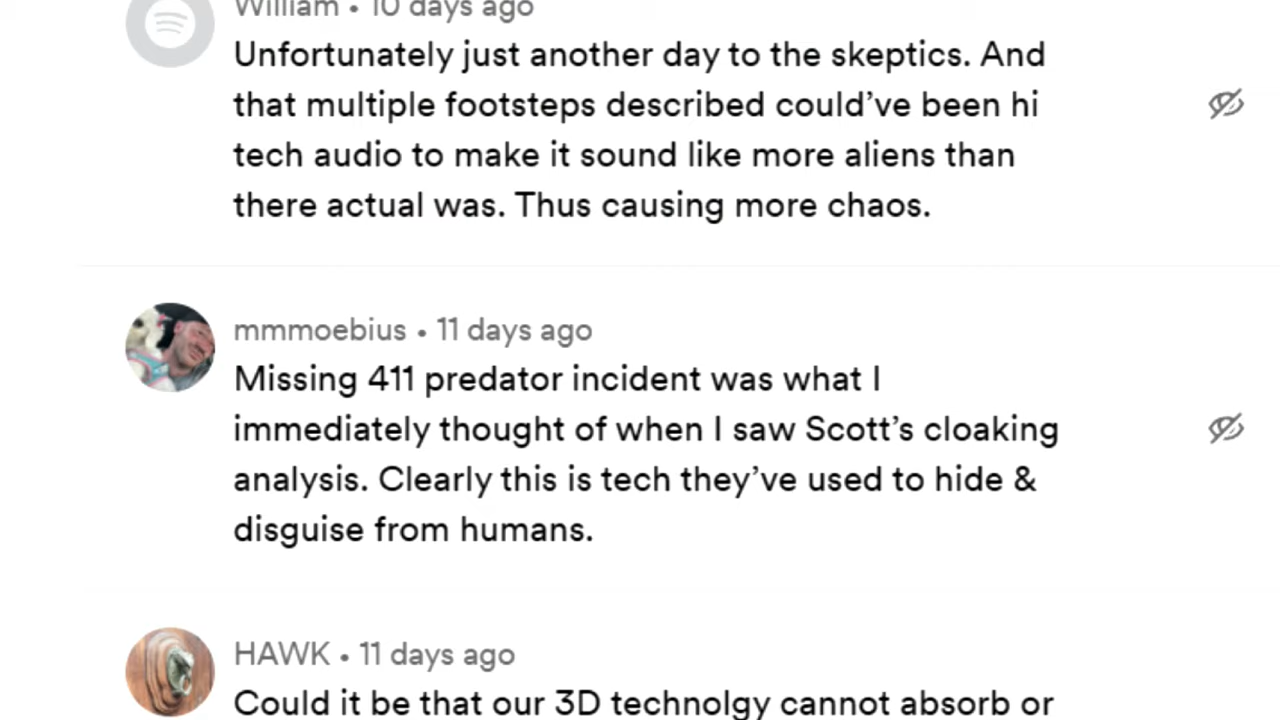 William • 10 days ago
Unfortunately just another day to the skeptics. And
that multiple footsteps described could’ve been hi
tech audio to make it sound like more aliens than
there actual was. Thus causing more chaos.
mmmoebius • 11 days ago
Missing 411 predator incident was what I
immediately thought of when I saw Scott’s cloaking
analysis. Clearly this is tech they’ve used to hide &
disguise from humans.
HAWK • 11 days ago
Could it be that our 3D technolgy cannot absorb or